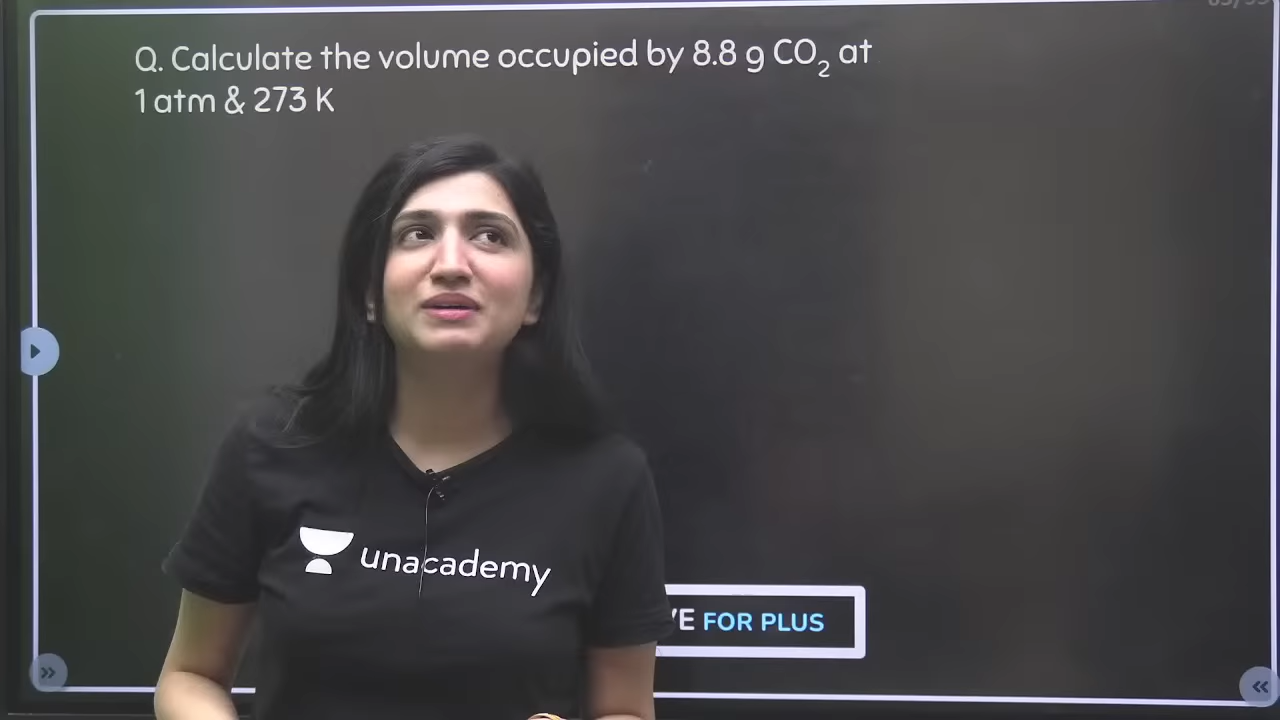 Q. Calculate the volume occupied by 8.8 g CO₂ at
1 atm & 273 K
unacademy
FOR PLUS